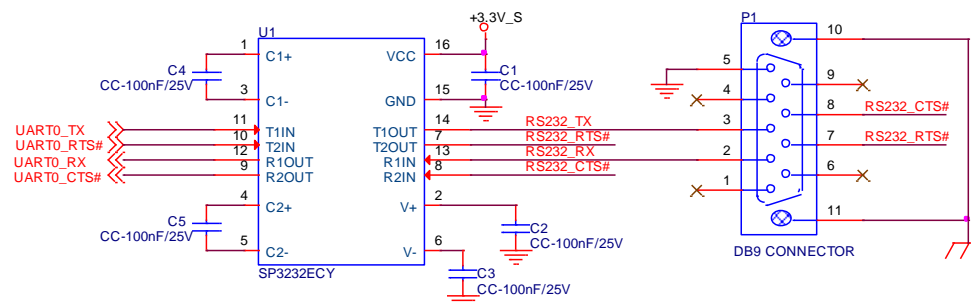 U1
+3.3V_S
P1
1
C1+
VCC
16
10
C4
CC-100nF/25V
C1
CC-100nF/25V
5
9
3
C1-
GND
15
4
8
RS232_CTS#
UART0_TX
11
T1IN
T1OUT
14
RS232_TX
3
UART0_RTS#
10
T2IN
T2OUT
7
RS232_RTS#
7
RS232_RTS#
UART0_RX
12
R1OUT
R1IN
13
RS232_RX
2
UART0_CTS#
9
R2OUT
R2IN
8
RS232_CTS#
6
1
4
C2+
V+
2
11
C5
CC-100nF/25V
C2
CC-100nF/25V
5
C2-
V-
6
SP3232ECY
C3
CC-100nF/25V
DB9 CONNECTOR